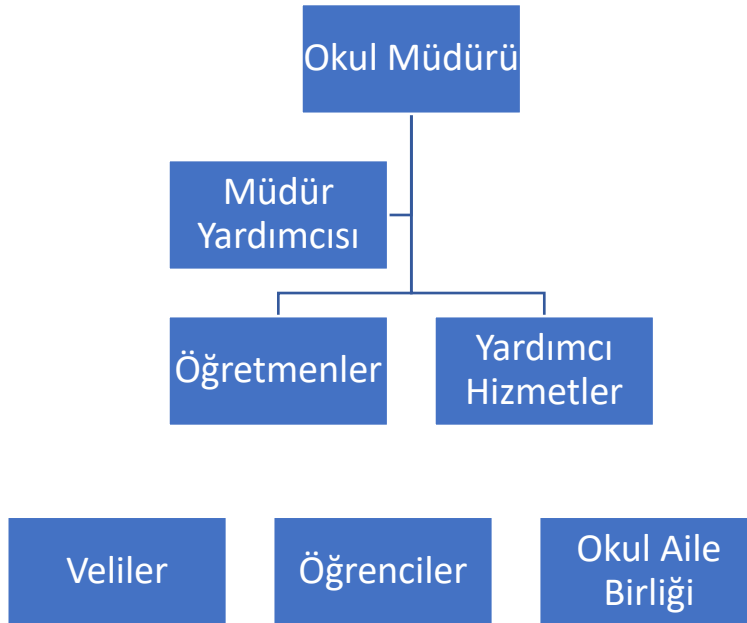 Okul Müdürü
Müdür
Yardımcısı
Öğretmenler
Yardımcı
Hizmetler
Veliler
Öğrenciler
Okul Aile
Birliği